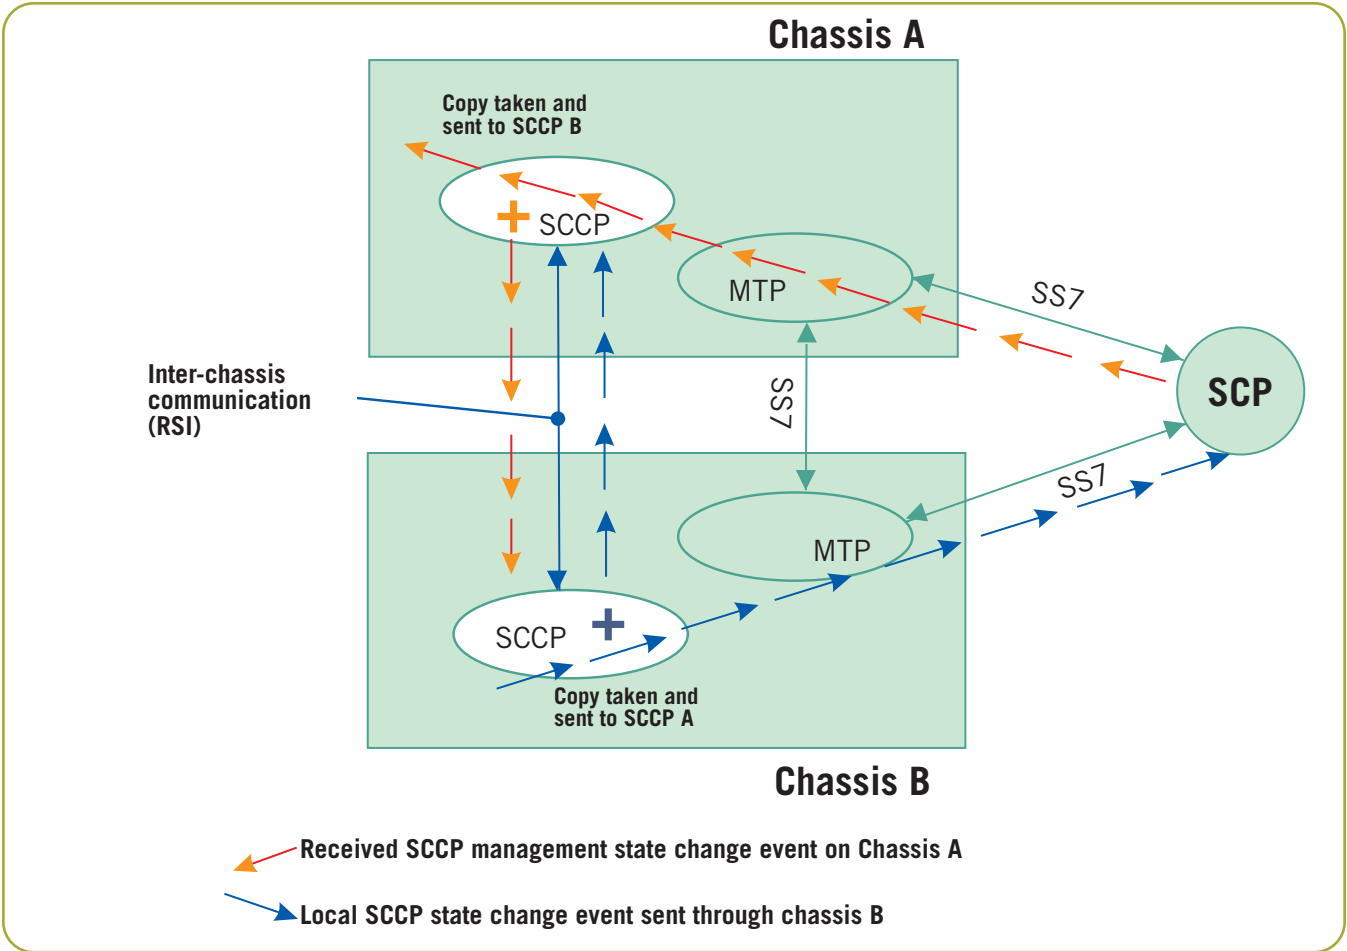 Chassis A
Copy taken and
sent to SCCP B
SCCP
MTP
SS7
SS7
SCP
Inter-chassis
communication
(RSI)
SS7
MTP
SCCP
Copy taken and
sent to SCCP A
Chassis B
Received SCCP management state change event on Chassis A
Local SCCP state change event sent through chassis B